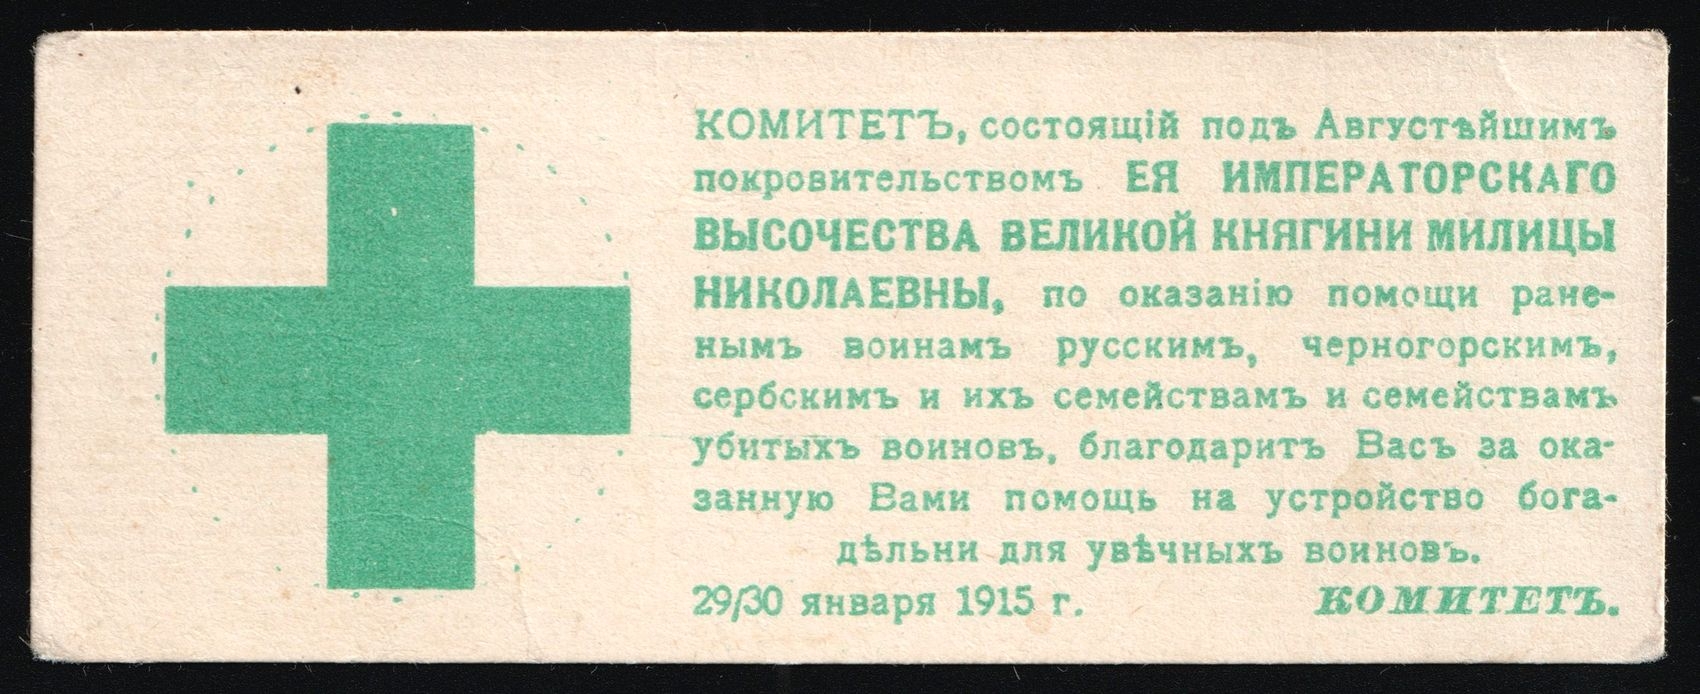 КОМИТЕТЪ, состоящій подъ Августѣйшимъ
покровительствомъ ЕЯ ИМПЕРАТОРСКАГО
ВЫСОЧЕСТВА ВЕЛИКОЙ КНЯГИНИ МИЛИЦЫ
НИКОЛАЕВНЫ, по оказанію помощи ране-
нымъ воинамъ русскимъ, черногорскимъ,
сербскимъ и ихъ семействамъ и семействамъ
убитыхъ воиновъ, благодаритъ Васъ за ока-
занную Вами помощь на устройство бога-
дѣльни для увѣчныхъ воиновъ.
29/30 января 1915 г. КОМИТЕТЪ.